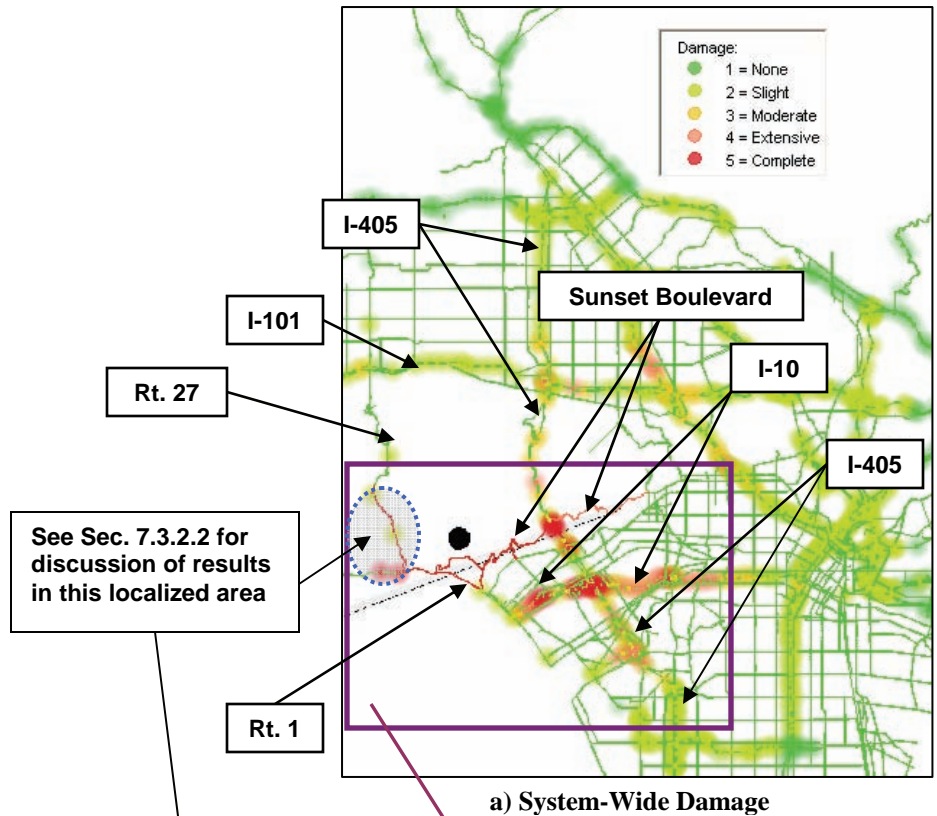 Damage:
1 = None
2 = Slight
3 = Moderate
4 = Extensive
5 = Complete
I-405
Sunset Boulevard
I-101
I-10
Rt. 27
I-405
See Sec. 7.3.2.2 for
discussion of results
in this localized area
Rt. 1
a) System-Wide Damage